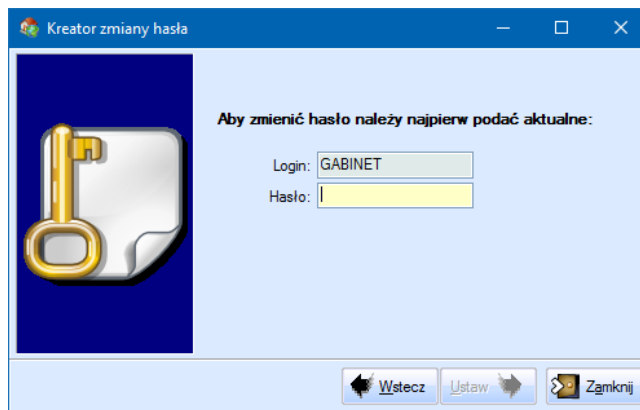 Kreator zmiany hasła
Aby zmienić hasło należy najpierw podać aktualne:
Login: GABINET
Hasło:
Wstecz Ustaw Zamknij